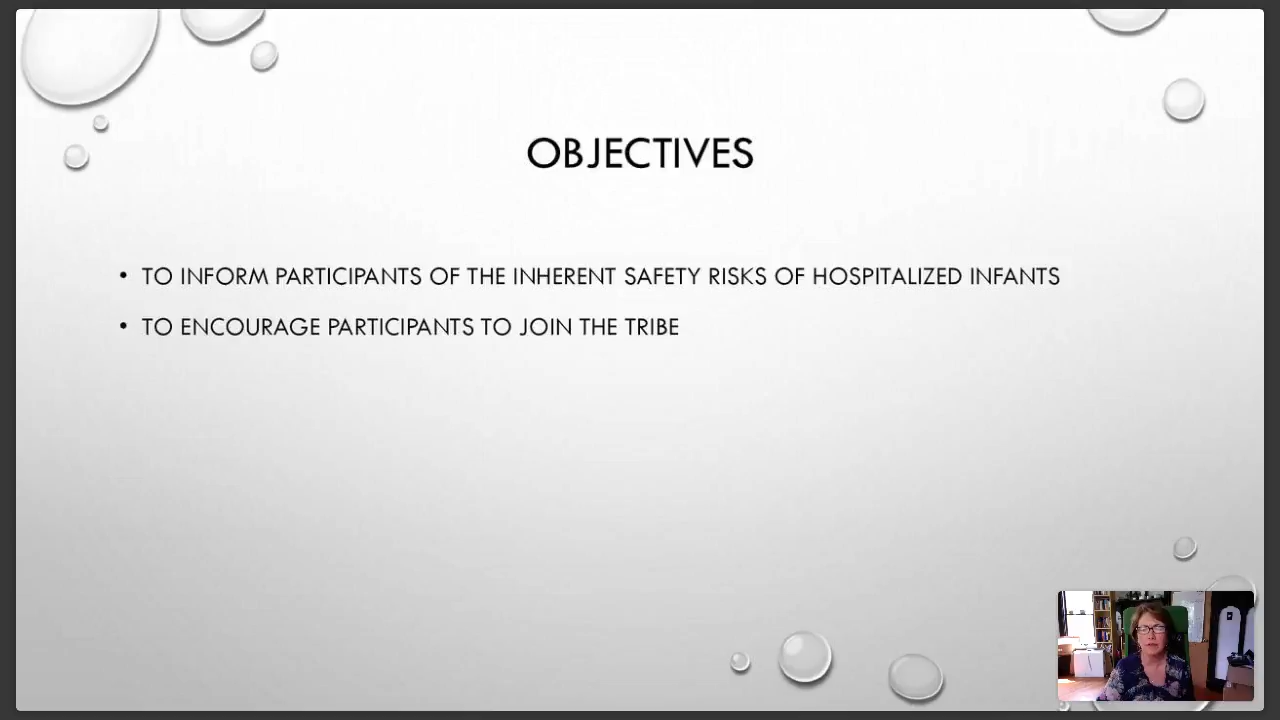 OBJECTIVES
• TO INFORM PARTICIPANTS OF THE INHERENT SAFETY RISKS OF HOSPITALIZED INFANTS
• TO ENCOURAGE PARTICIPANTS TO JOIN THE TRIBE